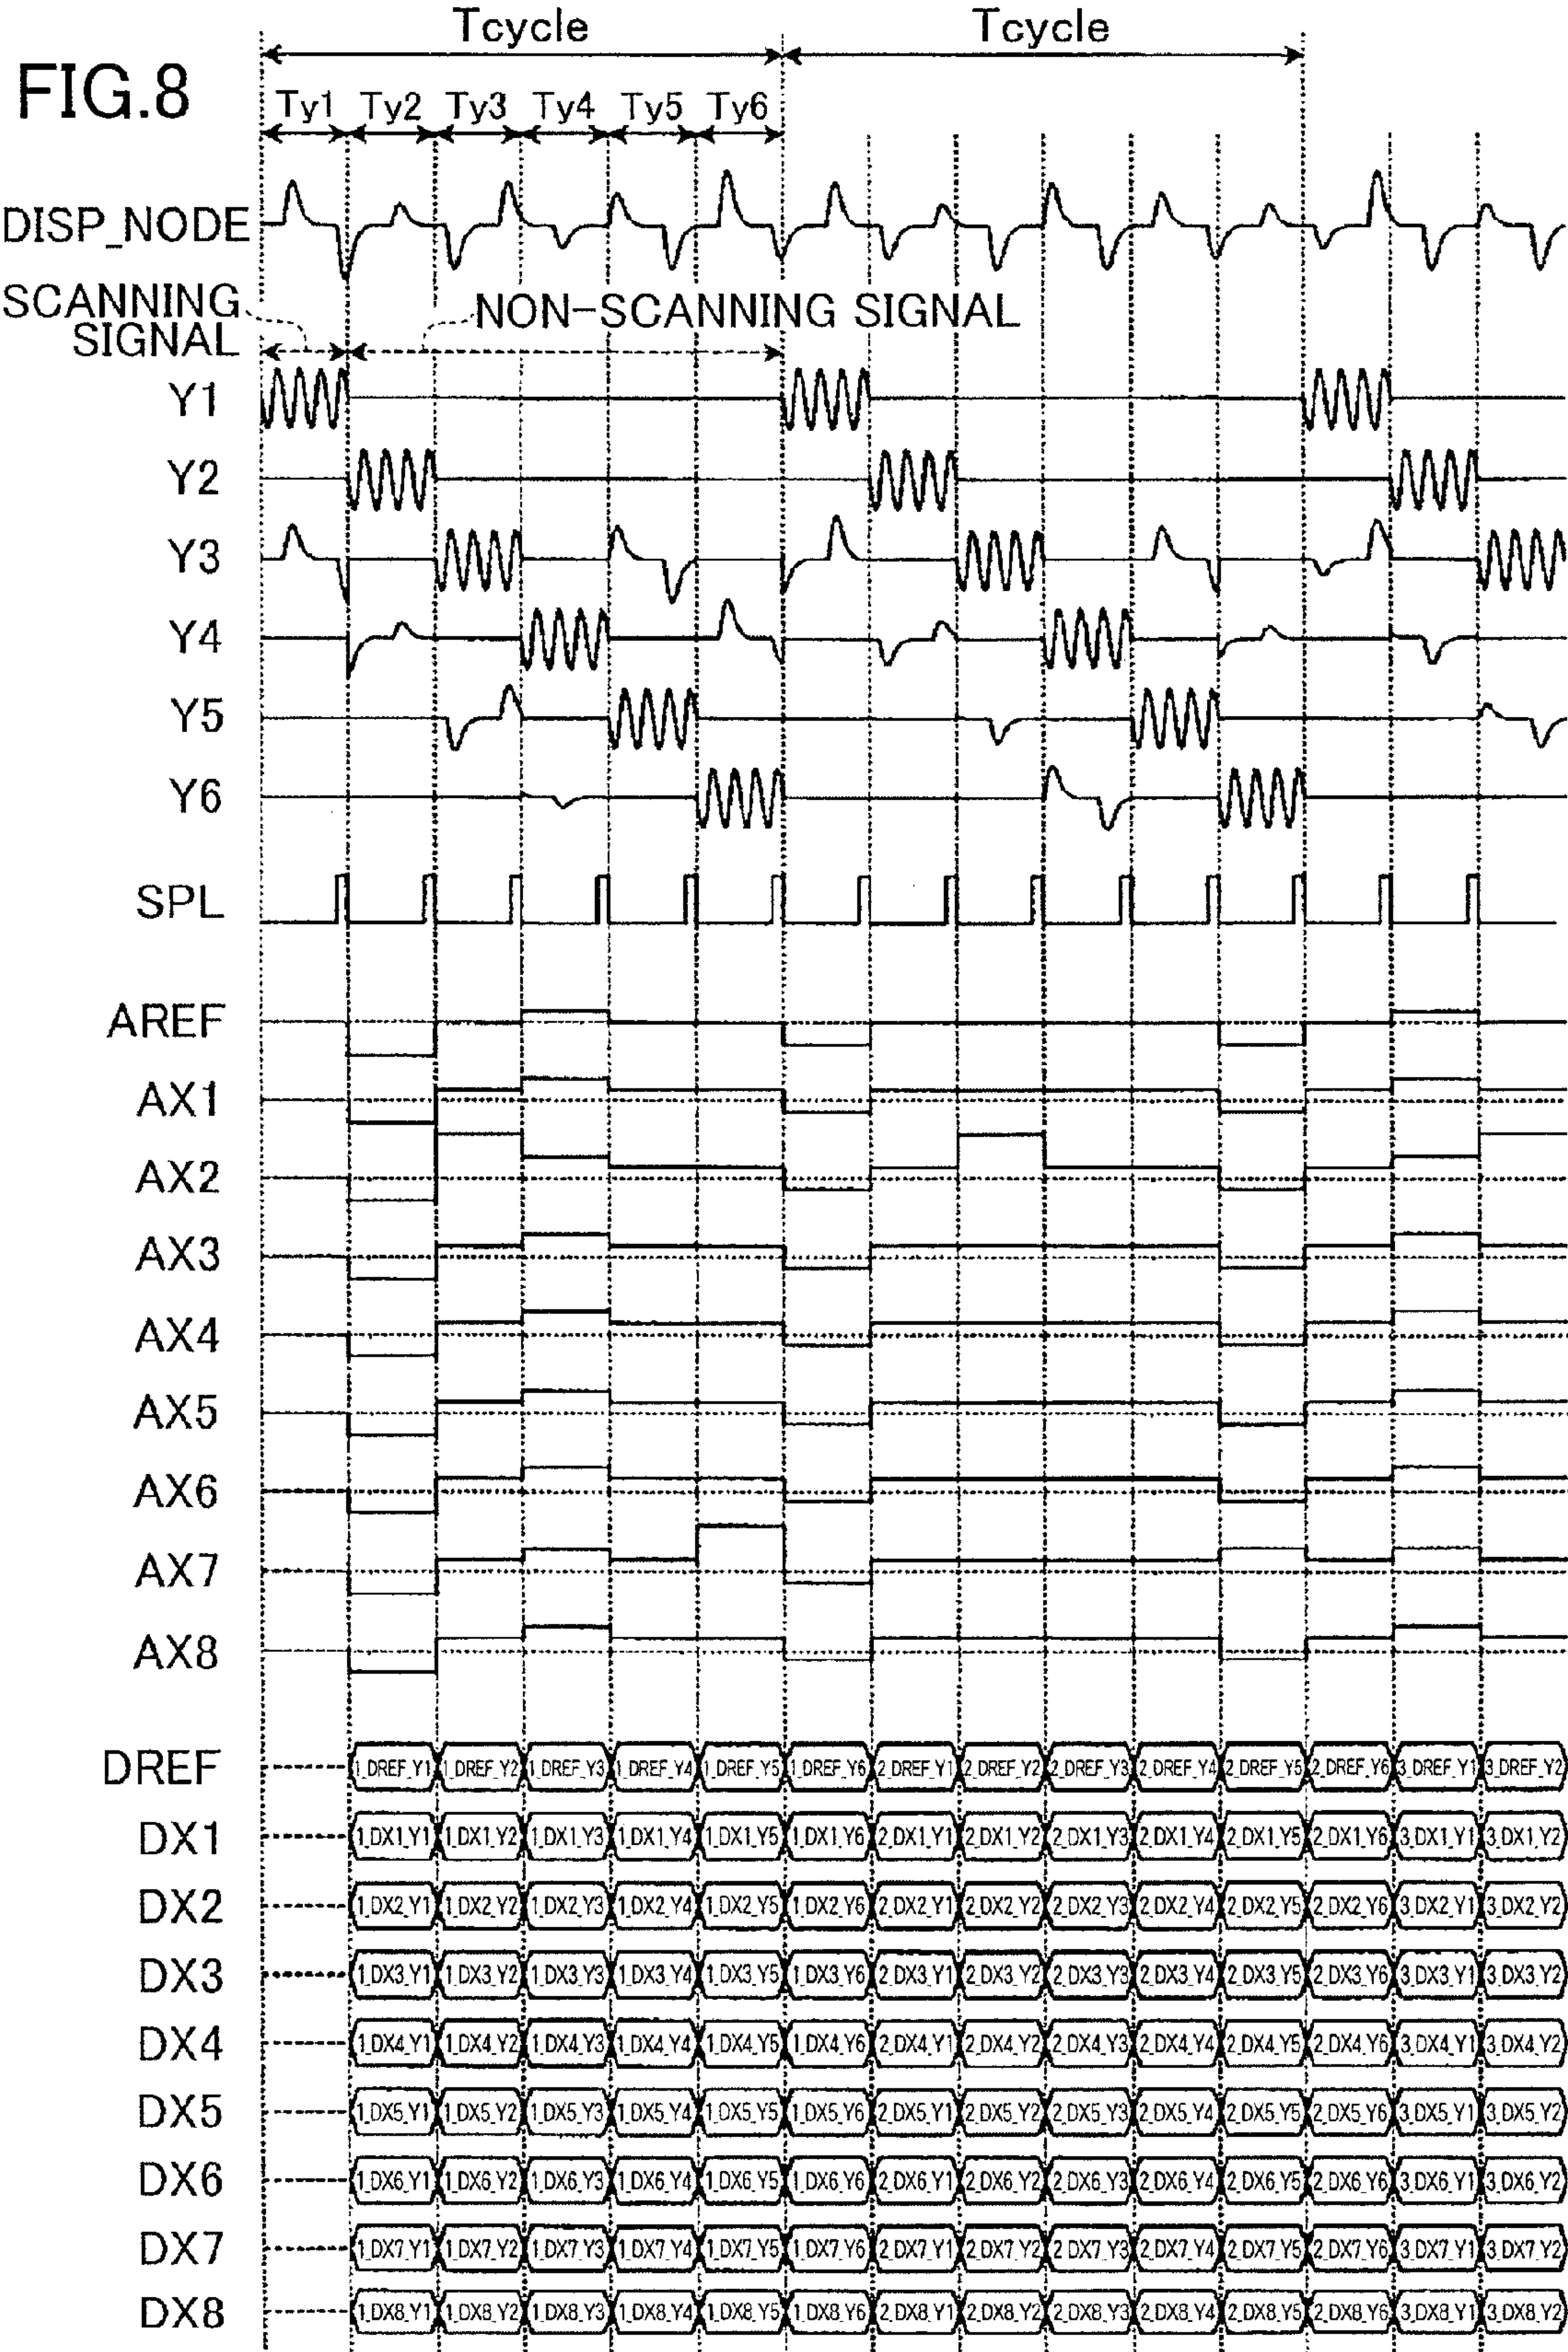 Tcycle Tcycle
FIG.8
Ty1 Ty2 Ty3 Ty4 Ty5 Ty6
DISP_NODE
SCANNING SIGNAL
NON-SCANNING SIGNAL
Y1
Y2
Y3
Y4
Y5
Y6
SPL
AREF
AX1
AX2
AX3
AX4
AX5
AX6
AX7
AX8
DREF 1_DREF_Y1 1_DREF_Y2 1_DREF_Y3 1_DREF_Y4 1_DREF_Y5 1_DREF_Y6 2_DREF_Y1 2_DREF_Y2 2_DREF_Y3 2_DREF_Y4 2_DREF_Y5 2_DREF_Y6 3_DREF_Y1 3_DREF_Y2
DX1 1_DX1_Y1 1_DX1_Y2 1_DX1_Y3 1_DX1_Y4 1_DX1_Y5 1_DX1_Y6 2_DX1_Y1 2_DX1_Y2 2_DX1_Y3 2_DX1_Y4 2_DX1_Y5 2_DX1_Y6 3_DX1_Y1 3_DX1_Y2
DX2 1_DX2_Y1 1_DX2_Y2 1_DX2_Y3 1_DX2_Y4 1_DX2_Y5 1_DX2_Y6 2_DX2_Y1 2_DX2_Y2 2_DX2_Y3 2_DX2_Y4 2_DX2_Y5 2_DX2_Y6 3_DX2_Y1 3_DX2_Y2
DX3 1_DX3_Y1 1_DX3_Y2 1_DX3_Y3 1_DX3_Y4 1_DX3_Y5 1_DX3_Y6 2_DX3_Y1 2_DX3_Y2 2_DX3_Y3 2_DX3_Y4 2_DX3_Y5 2_DX3_Y6 3_DX3_Y1 3_DX3_Y2
DX4 1_DX4_Y1 1_DX4_Y2 1_DX4_Y3 1_DX4_Y4 1_DX4_Y5 1_DX4_Y6 2_DX4_Y1 2_DX4_Y2 2_DX4_Y3 2_DX4_Y4 2_DX4_Y5 2_DX4_Y6 3_DX4_Y1 3_DX4_Y2
DX5 1_DX5_Y1 1_DX5_Y2 1_DX5_Y3 1_DX5_Y4 1_DX5_Y5 1_DX5_Y6 2_DX5_Y1 2_DX5_Y2 2_DX5_Y3 2_DX5_Y4 2_DX5_Y5 2_DX5_Y6 3_DX5_Y1 3_DX5_Y2
DX6 1_DX6_Y1 1_DX6_Y2 1_DX6_Y3 1_DX6_Y4 1_DX6_Y5 1_DX6_Y6 2_DX6_Y1 2_DX6_Y2 2_DX6_Y3 2_DX6_Y4 2_DX6_Y5 2_DX6_Y6 3_DX6_Y1 3_DX6_Y2
DX7 1_DX7_Y1 1_DX7_Y2 1_DX7_Y3 1_DX7_Y4 1_DX7_Y5 1_DX7_Y6 2_DX7_Y1 2_DX7_Y2 2_DX7_Y3 2_DX7_Y4 2_DX7_Y5 2_DX7_Y6 3_DX7_Y1 3_DX7_Y2
DX8 1_DX8_Y1 1_DX8_Y2 1_DX8_Y3 1_DX8_Y4 1_DX8_Y5 1_DX8_Y6 2_DX8_Y1 2_DX8_Y2 2_DX8_Y3 2_DX8_Y4 2_DX8_Y5 2_DX8_Y6 3_DX8_Y1 3_DX8_Y2